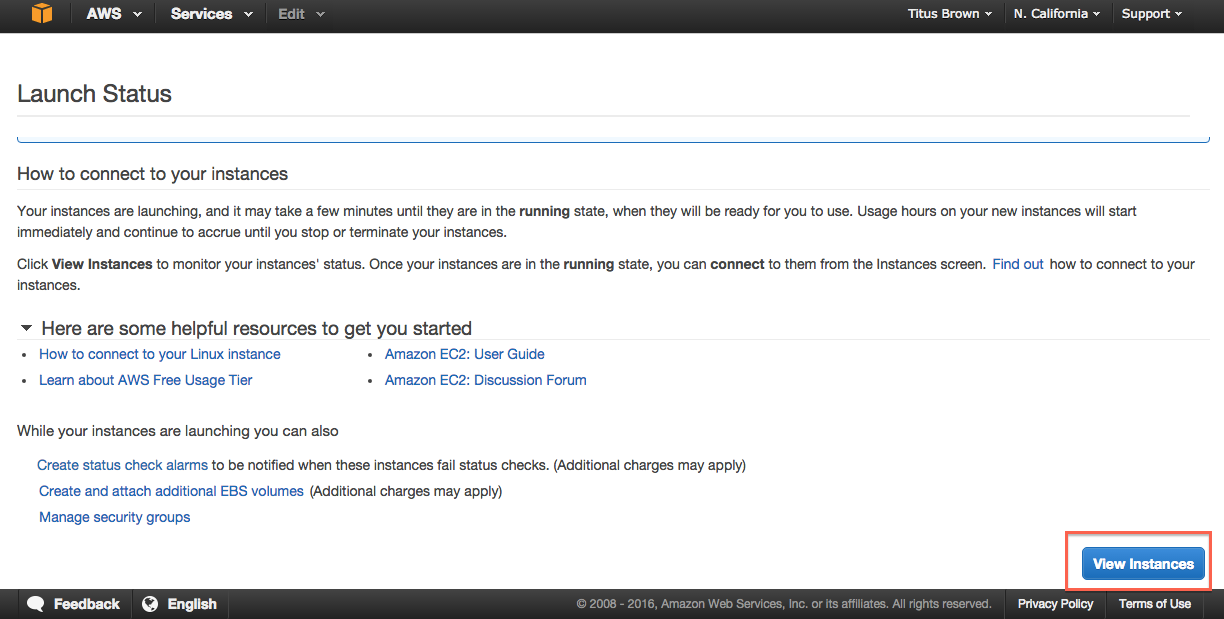 AWS Services Edit Titus Brown N. California Support
Launch Status
How to connect to your instances
Your instances are launching, and it may take a few minutes until they are in the running state, when they will be ready for you to use. Usage hours on your new instances will start
immediately and continue to accrue until you stop or terminate your instances.
Click View Instances to monitor your instances' status. Once your instances are in the running state, you can connect to them from the Instances screen. Find out how to connect to your
instances.
Here are some helpful resources to get you started
• How to connect to your Linux instance • Amazon EC2: User Guide
• Learn about AWS Free Usage Tier • Amazon EC2: Discussion Forum
While your instances are launching you can also
Create status check alarms to be notified when these instances fail status checks. (Additional charges may apply)
Create and attach additional EBS volumes (Additional charges may apply)
Manage security groups
View Instances
Feedback English © 2008 - 2016, Amazon Web Services, Inc. or its affiliates. All rights reserved. Privacy Policy Terms of Use